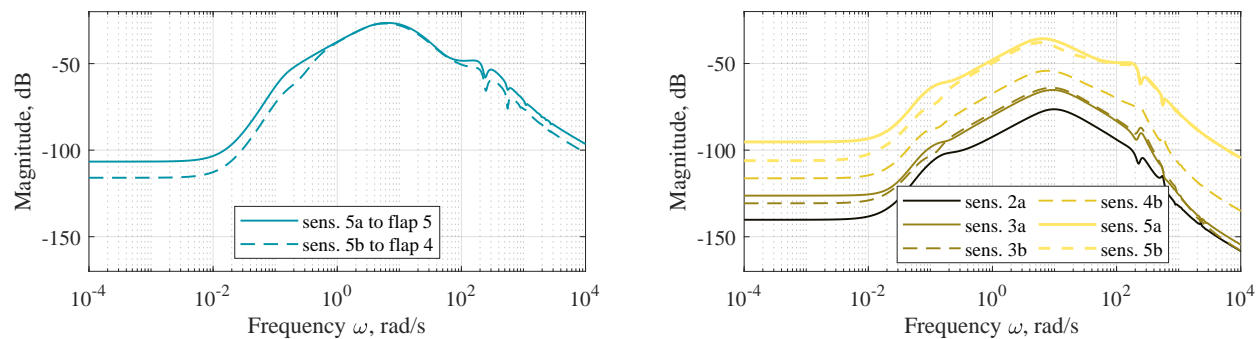 Magnitude, dB
-50
-100
-150
sens. 5a to flap 5
sens. 5b to flap 4
10^-4 10^-2 10^0 10^2 10^4
Frequency ω, rad/s
Magnitude, dB
-50
-100
-150
sens. 2a sens. 4b
sens. 3a sens. 5a
sens. 3b sens. 5b
10^-4 10^-2 10^0 10^2 10^4
Frequency ω, rad/s